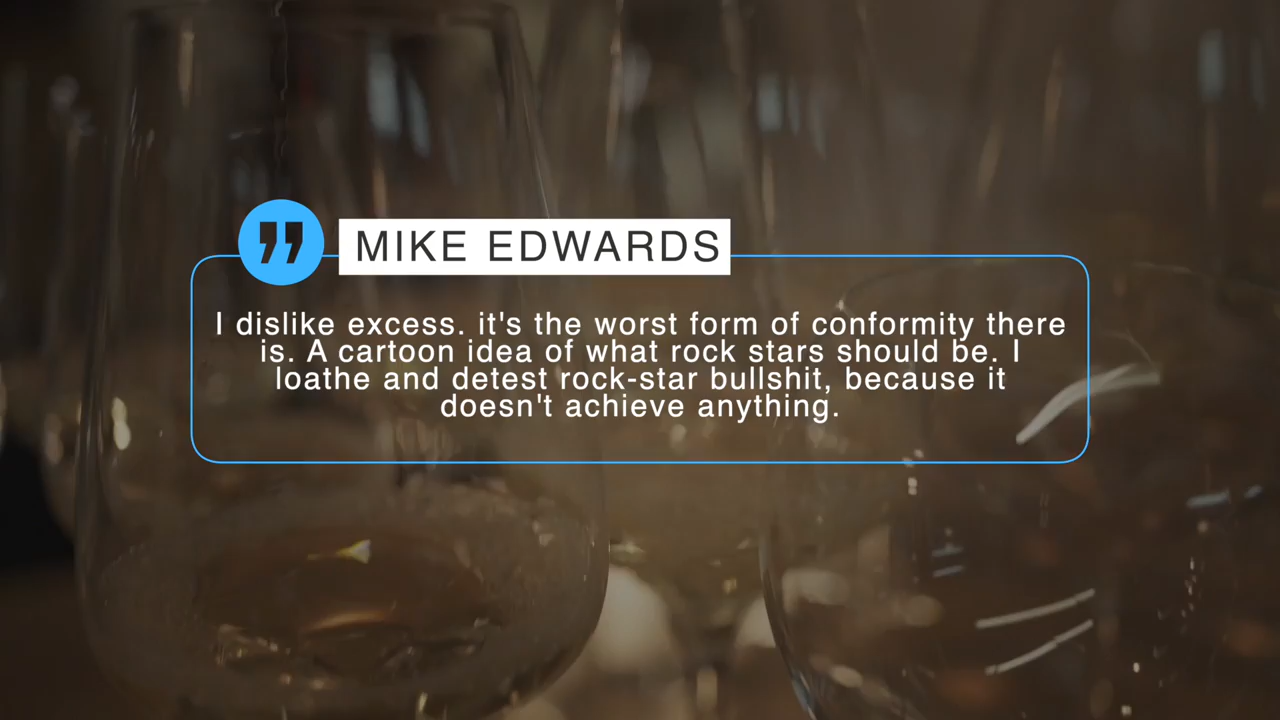 MIKE EDWARDS
I dislike excess. it's the worst form of conformity there
is. A cartoon idea of what rock stars should be. I
loathe and detest rock-star bullshit, because it
doesn't achieve anything.